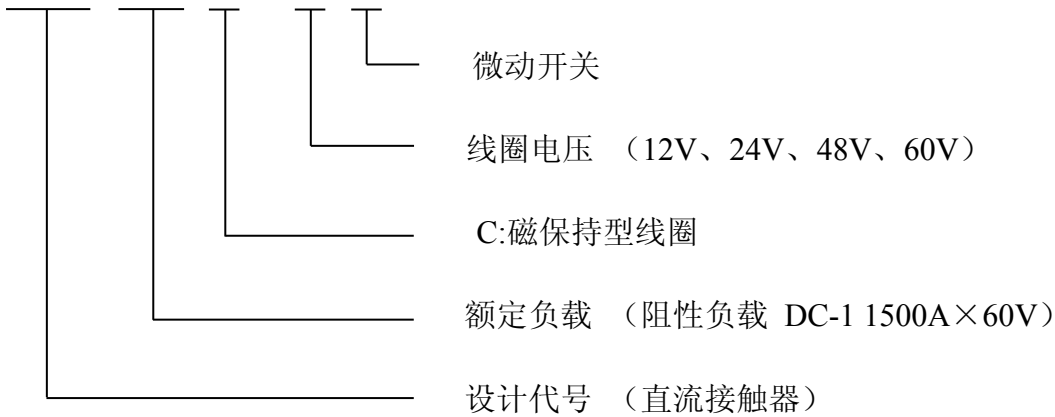 微动开关
线圈电压 （12V、24V、48V、60V）
C:磁保持型线圈
额定负载 （阻性负载 DC-1 1500A×60V）
设计代号 （直流接触器）